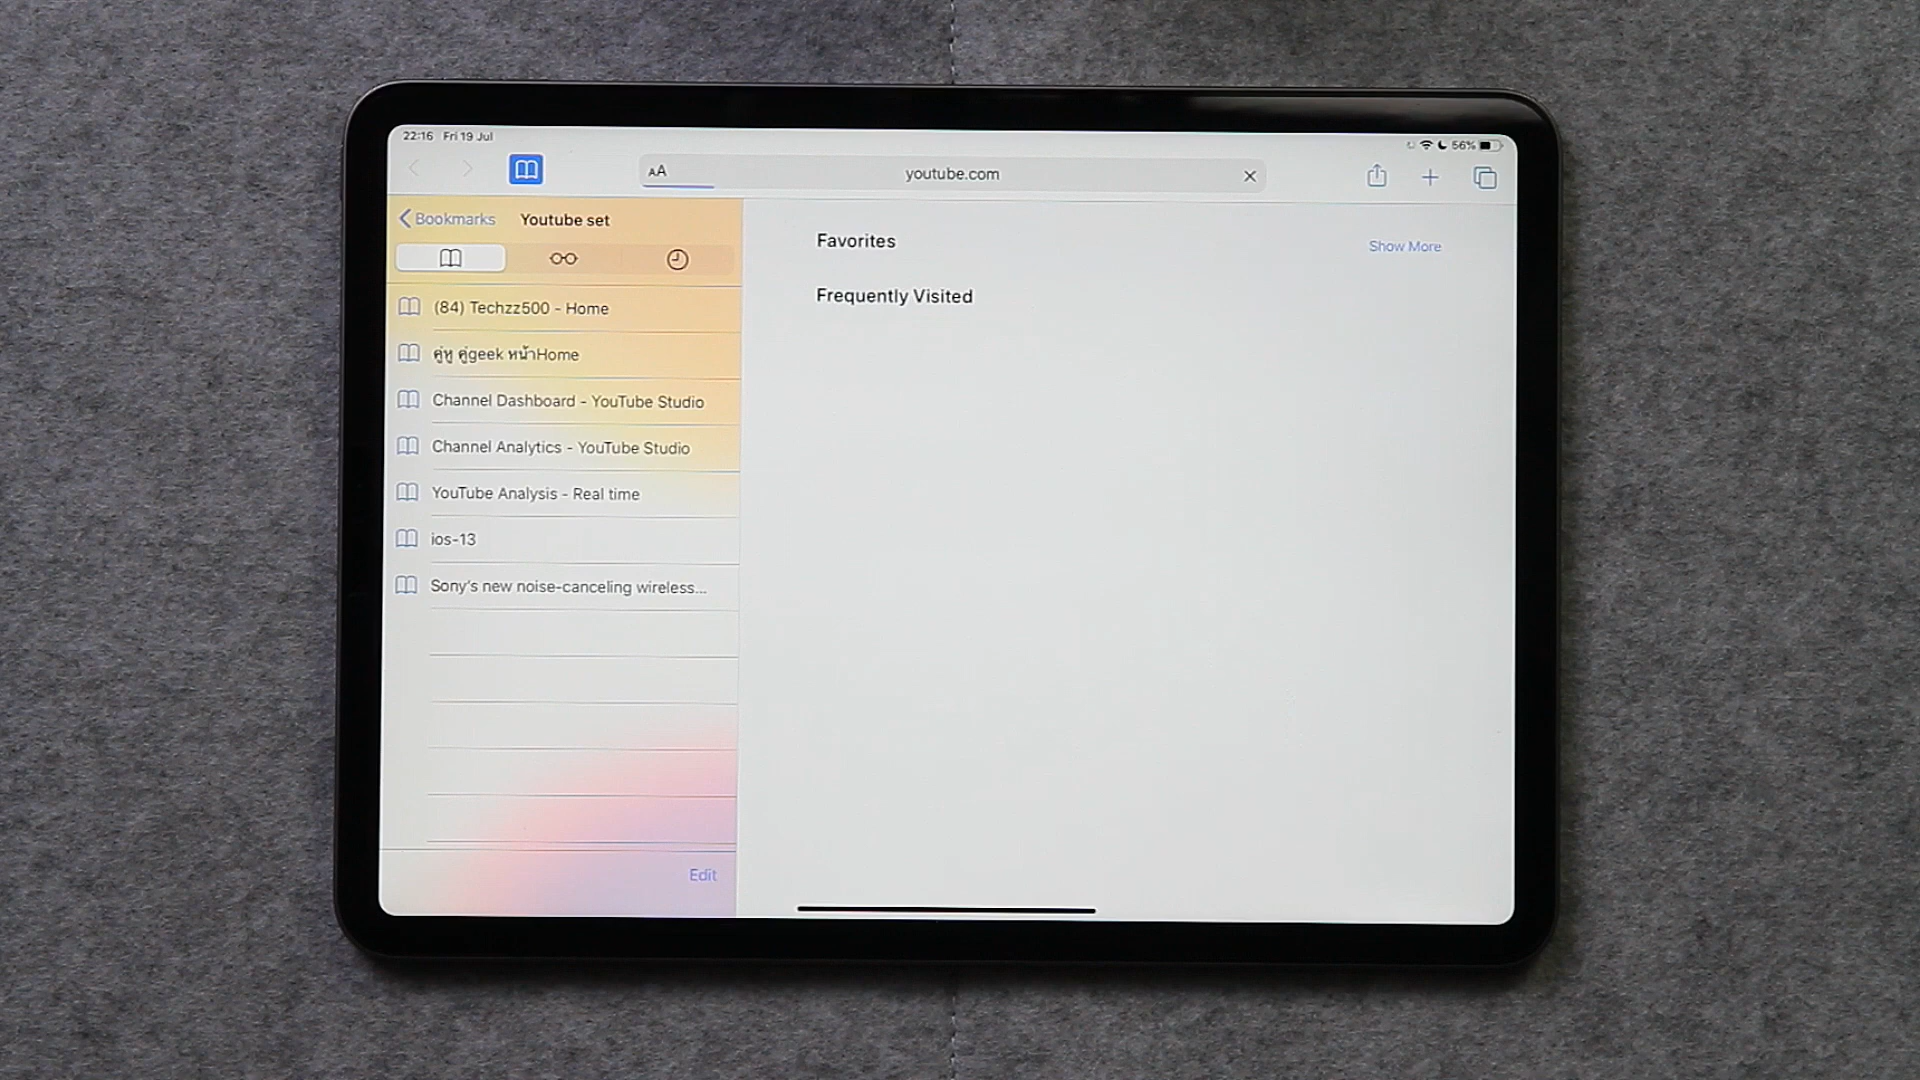 22:16 Fri 19 Jul
56%
AA
youtube.com
Bookmarks
Youtube set
Favorites
Show More
Frequently Visited
(84) Techzz500 - Home
คู่หู คู่geek หน้าHome
Channel Dashboard - YouTube Studio
Channel Analytics - YouTube Studio
YouTube Analysis - Real time
ios-13
Sony's new noise-canceling wireless...
Edit